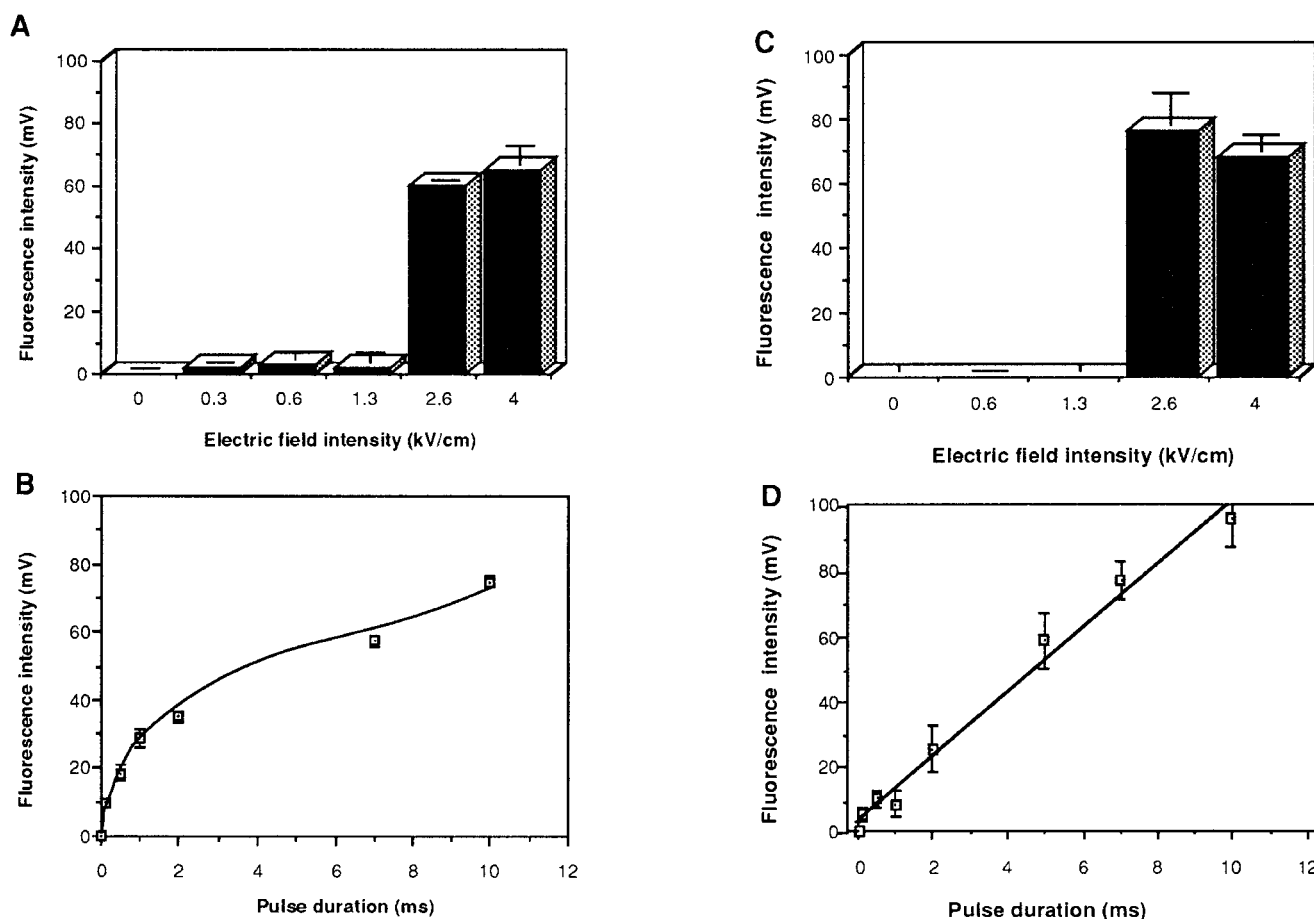 A
Fluorescence intensity (mV)
100
80
60
40
20
0
0 0.3 0.6 1.3 2.6 4
Electric field intensity (kV/cm)
B
Fluorescence intensity (mV)
100
80
60
40
20
0
0 2 4 6 8 10 12
Pulse duration (ms)
C
Fluorescence intensity (mV)
100
80
60
40
20
0
0 0.6 1.3 2.6 4
Electric field intensity (kV/cm)
D
Fluorescence intensity (mV)
100
80
60
40
20
0
0 2 4 6 8 10 12
Pulse duration (ms)